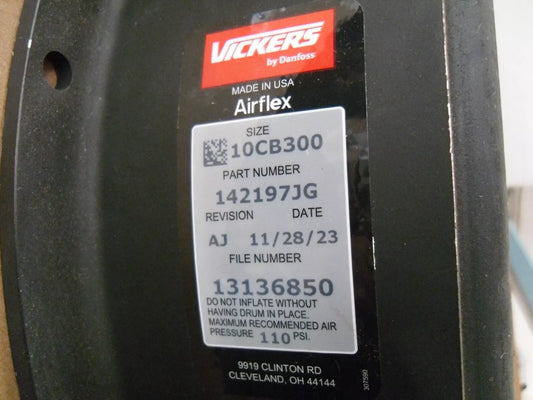 VICKERS
by Danfoss
MADE IN USA
Airflex
SIZE
10CB300
PART NUMBER
142197JG
REVISION DATE
AJ 11/28/23
FILE NUMBER
13136850
DO NOT INFLATE WITHOUT
HAVING DRUM IN PLACE.
MAXIMUM RECOMMENDED AIR
PRESSURE 110 PSI.
9919 CLINTON RD
CLEVELAND, OH 44144
307590